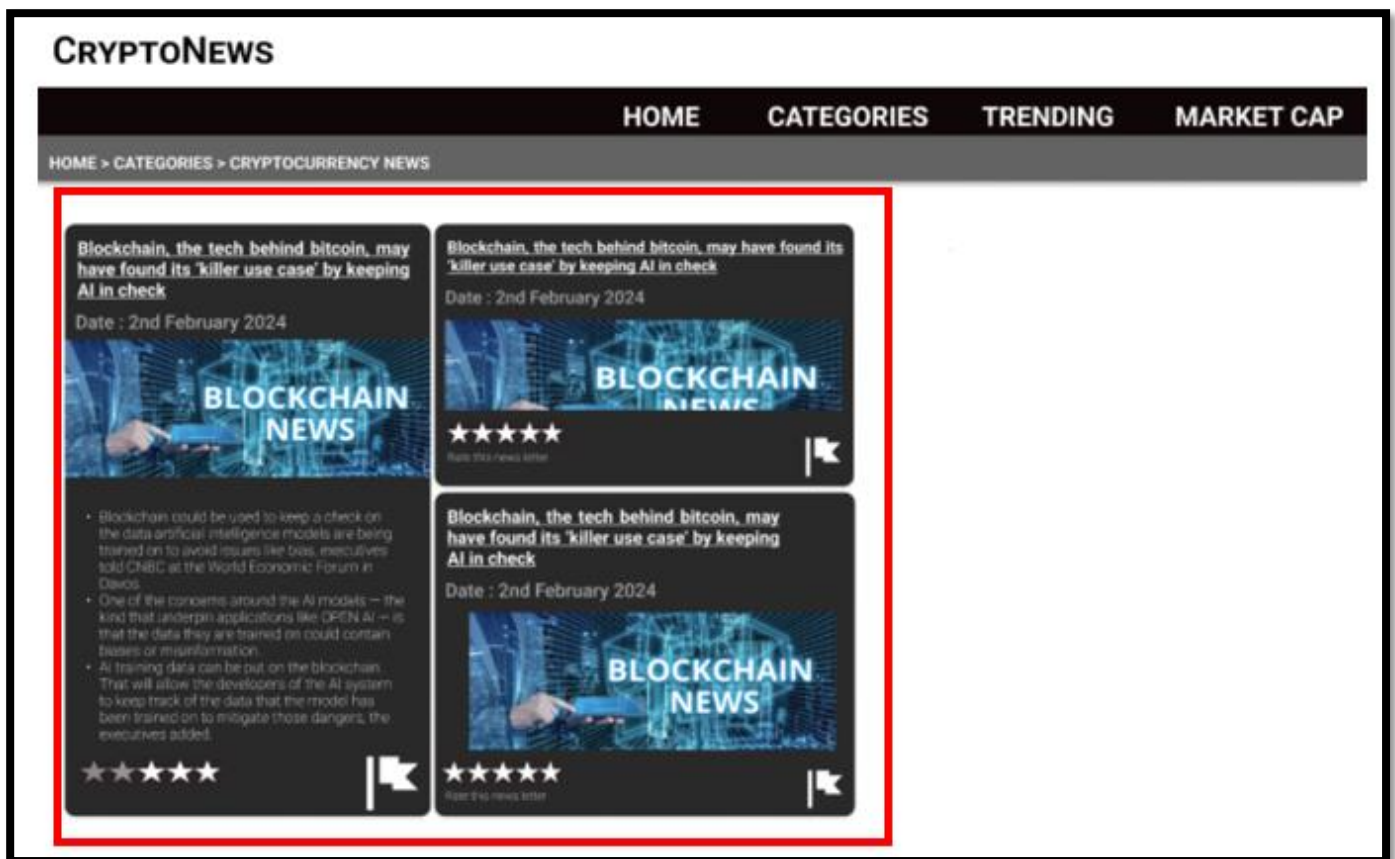 CRYPTONEWS
HOME CATEGORIES TRENDING MARKET CAP
HOME > CATEGORIES > CRYPTOCURRENCY NEWS
Blockchain, the tech behind bitcoin, may
have found its 'killer use case' by keeping
AI in check
Date : 2nd February 2024
BLOCKCHAIN
NEWS
• Blockchain could be used to keep a check on
the data artificial intelligence models are being
trained on to avoid issues like bias, executives
told CNBC at the World Economic Forum in
Davos.
• One of the concerns around the AI models — the
kind that underpin applications like OPEN AI — is
that the data they are trained on could contain
biases or misinformation.
• AI training data can be put on the blockchain.
That will allow the developers of the AI system
to keep track of the data that the model has
been trained on to mitigate those dangers, the
executives added.
Blockchain, the tech behind bitcoin, may have found its
'killer use case' by keeping AI in check
Date : 2nd February 2024
BLOCKCHAIN
NEWS
Rate this news letter
Blockchain, the tech behind bitcoin, may
have found its 'killer use case' by keeping
AI in check
Date : 2nd February 2024
BLOCKCHAIN
NEWS
Rate this news letter